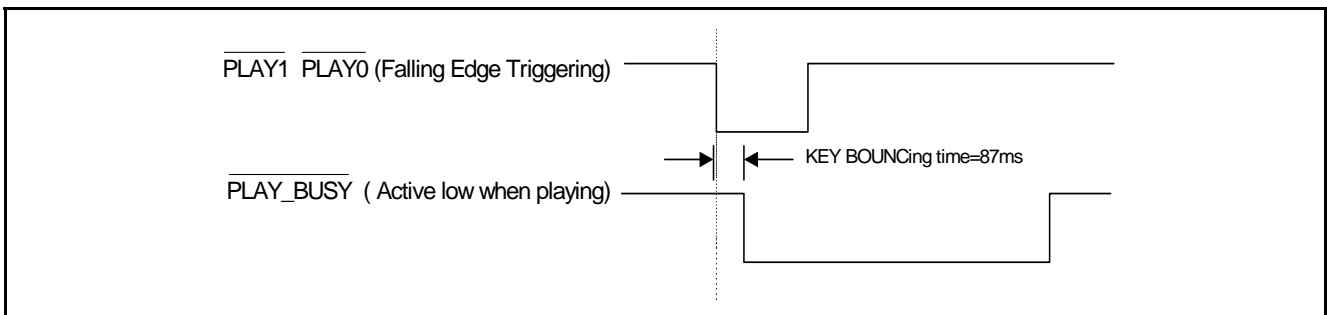 PLAY1 PLAY0 (Falling Edge Triggering)
KEY BOUNCing time=87ms
PLAY_BUSY ( Active low when playing)